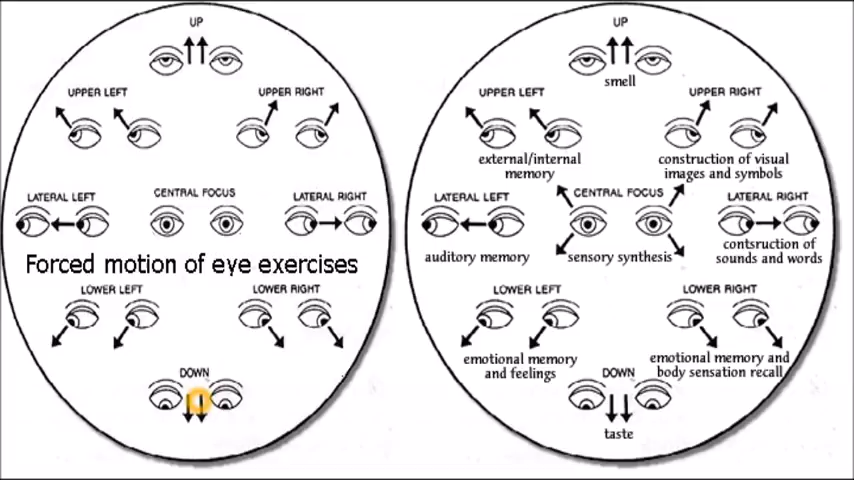 UP
UPPER LEFT
UPPER RIGHT
LATERAL LEFT
CENTRAL FOCUS
LATERAL RIGHT
Forced motion of eye exercises
LOWER LEFT
LOWER RIGHT
DOWN
UP
smell
UPPER LEFT
UPPER RIGHT
external/internal
memory
construction of visual
images and symbols
LATERAL LEFT
CENTRAL FOCUS
LATERAL RIGHT
auditory memory
sensory synthesis
contsruction of
sounds and words
LOWER LEFT
LOWER RIGHT
emotional memory
and feelings
emotional memory and
body sensation recall
DOWN
taste